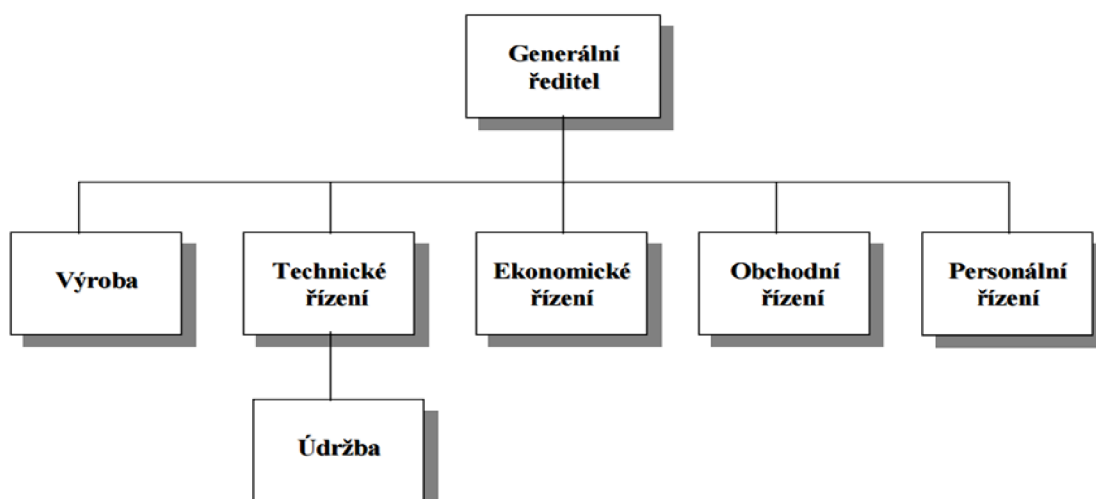 Generální
ředitel
Výroba
Technické
řízení
Ekonomické
řízení
Obchodní
řízení
Personální
řízení
Údržba